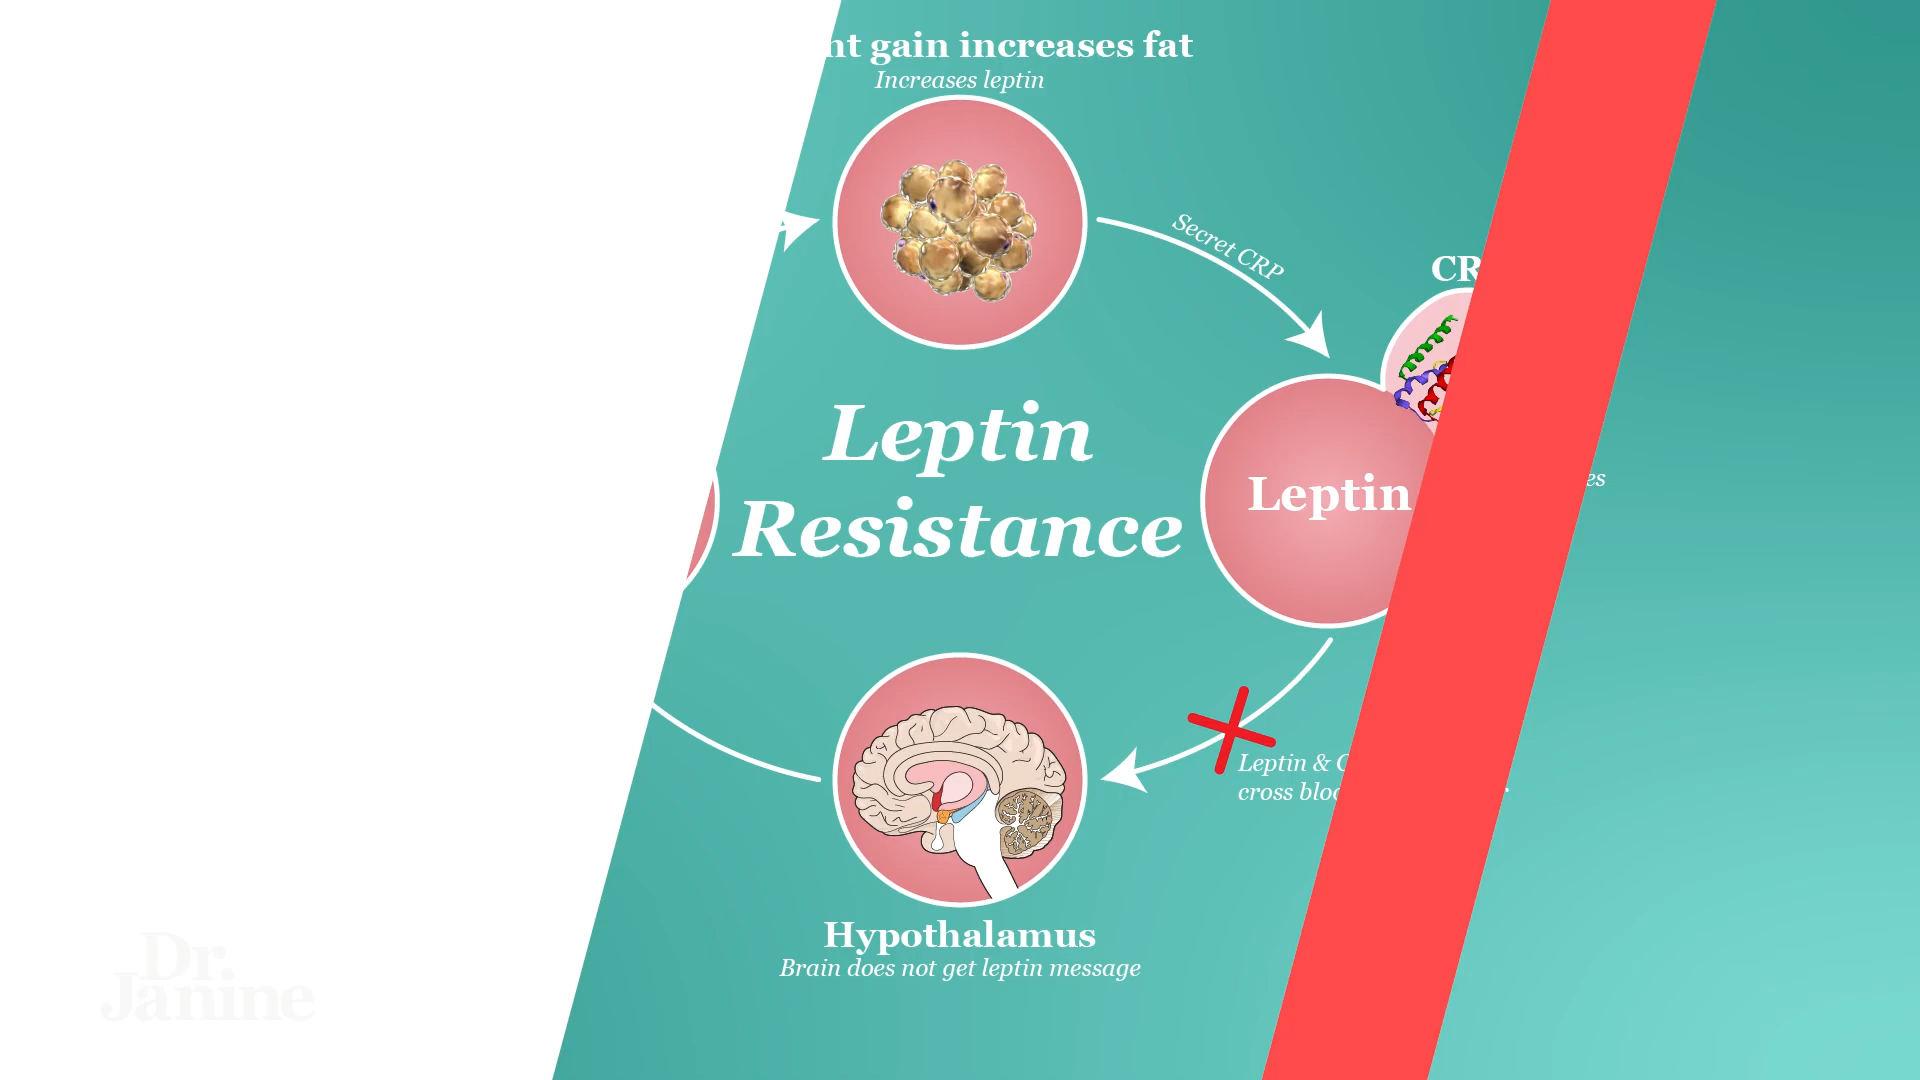 nt gain increases fat
Increases leptin
Secret CRP
CR
Leptin
Resistance
Leptin
es
Leptin & C
cross bloo
Hypothalamus
Brain does not get leptin message
Dr.
Janine